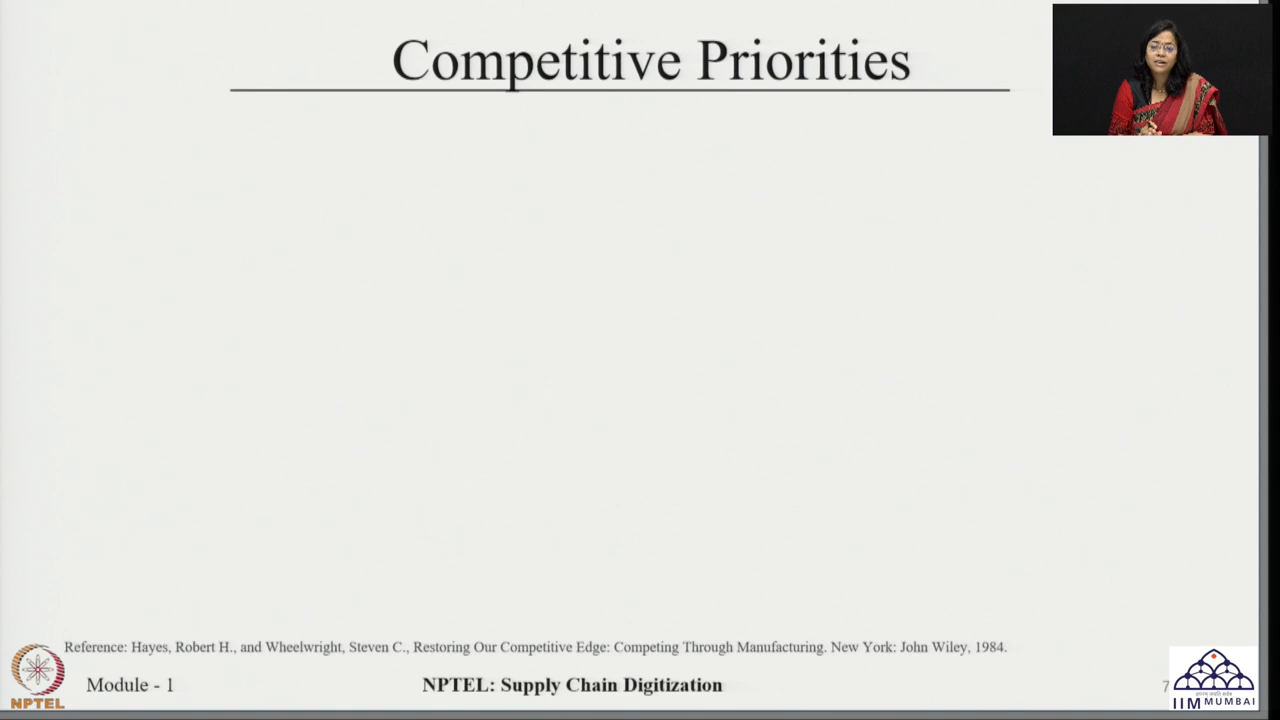 Competitive Priorities
Reference: Hayes, Robert H., and Wheelwright, Steven C., Restoring Our Competitive Edge: Competing Through Manufacturing. New York: John Wiley, 1984.
NPTEL
Module - 1
NPTEL: Supply Chain Digitization
7
IIM MUMBAI